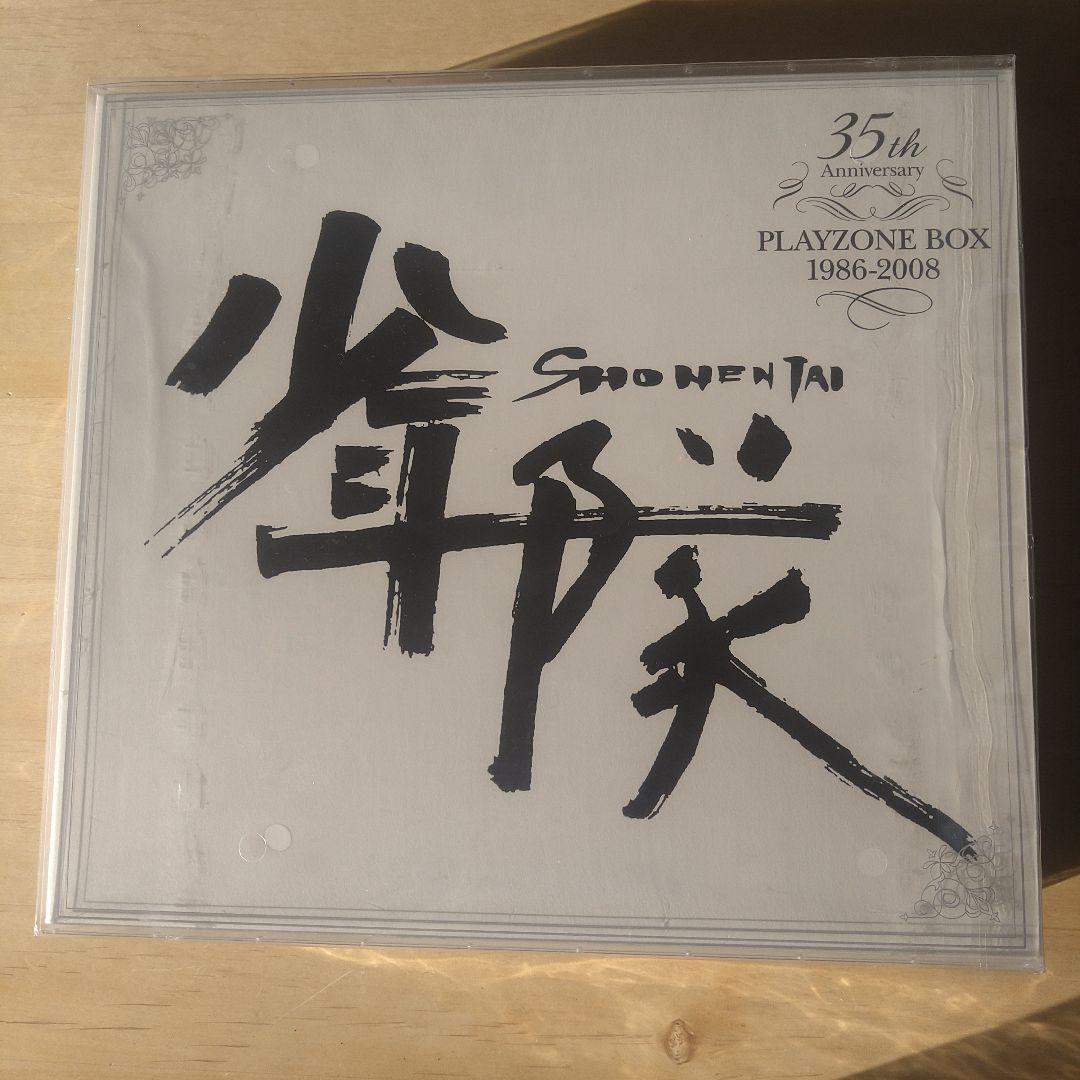 35th
Anniversary
PLAYZONE BOX
1986-2008
SHONENTAI
少年隊